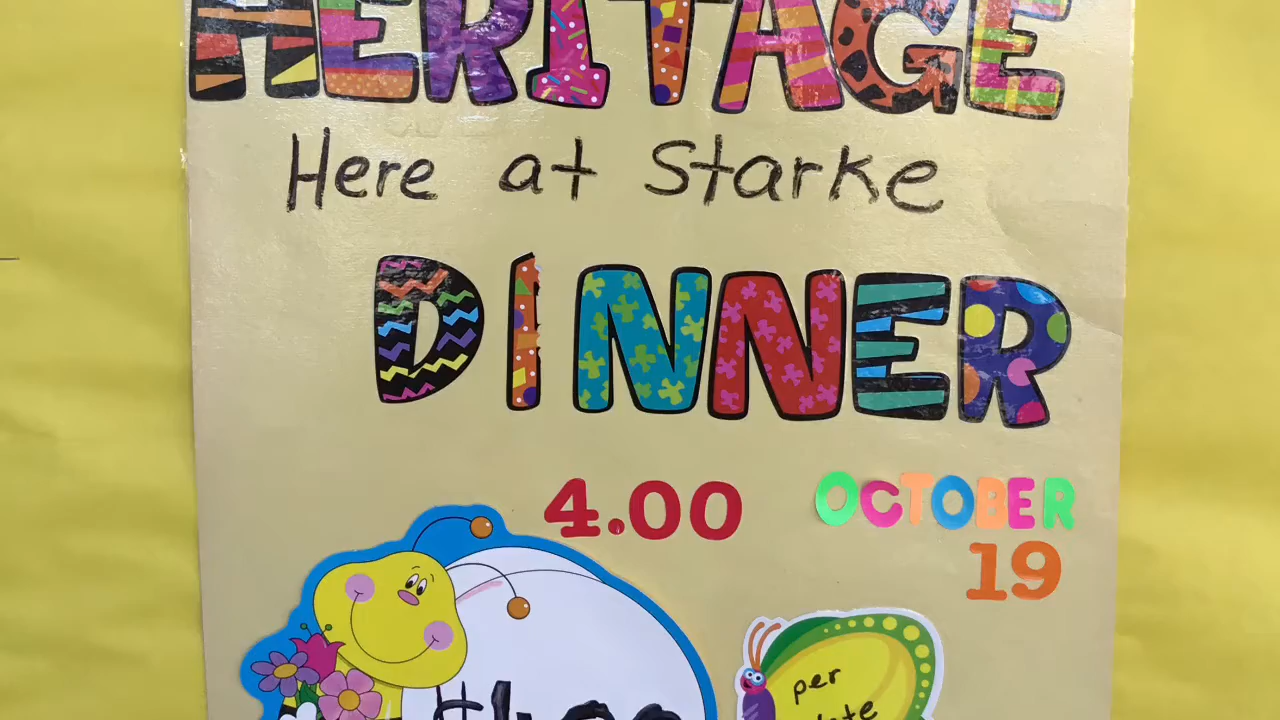 HERITAGE
Here at Starke
DINNER
4.00 OCTOBER
19
per